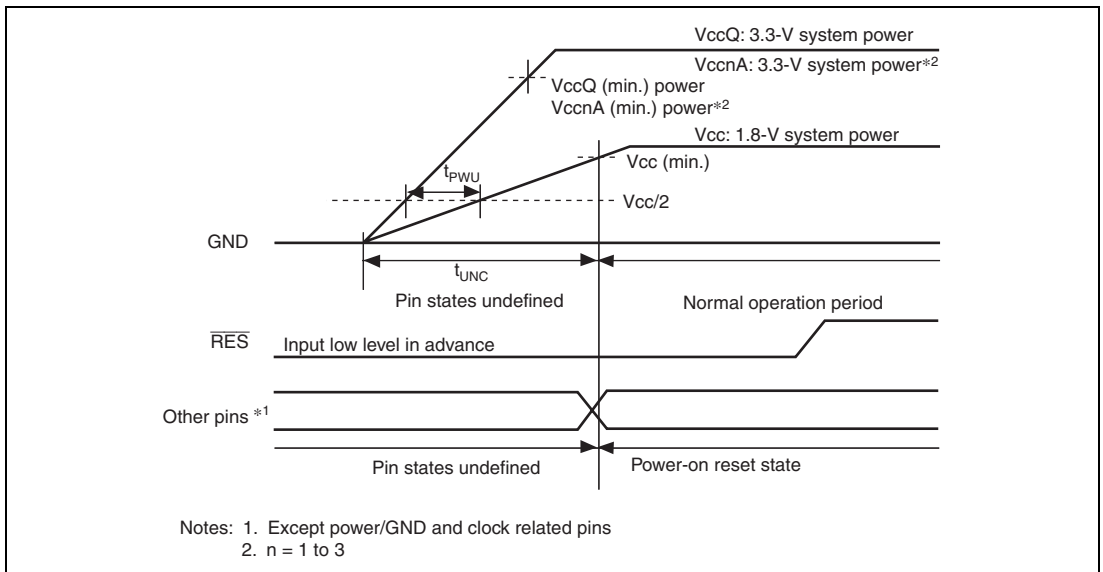 VccQ: 3.3-V system power
VccnA: 3.3-V system power*2
VccQ (min.) power
VccnA (min.) power*2
Vcc: 1.8-V system power
Vcc (min.)
tPWU
Vcc/2
GND
tUNC
Pin states undefined
Normal operation period
RES
Input low level in advance
Other pins *1
Pin states undefined
Power-on reset state
Notes: 1. Except power/GND and clock related pins
2. n = 1 to 3